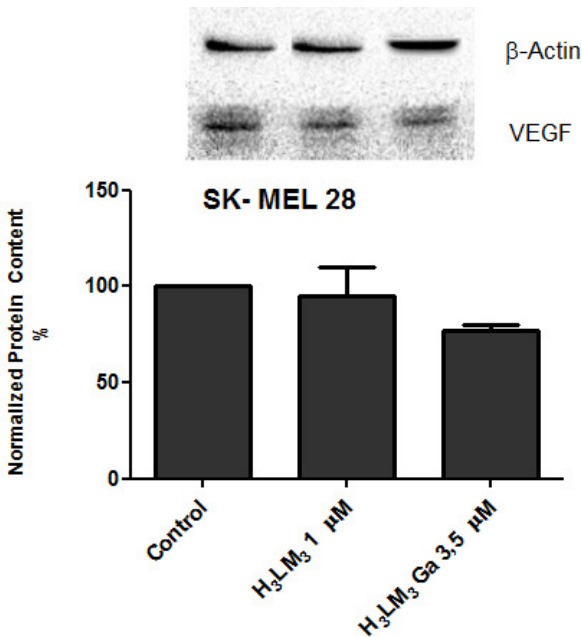 β-Actin
VEGF
SK- MEL 28
Normalized Protein Content
%
150
100
50
0
Control
H₃LM₃ 1 µM
H₃LM₃ Ga 3,5 µM